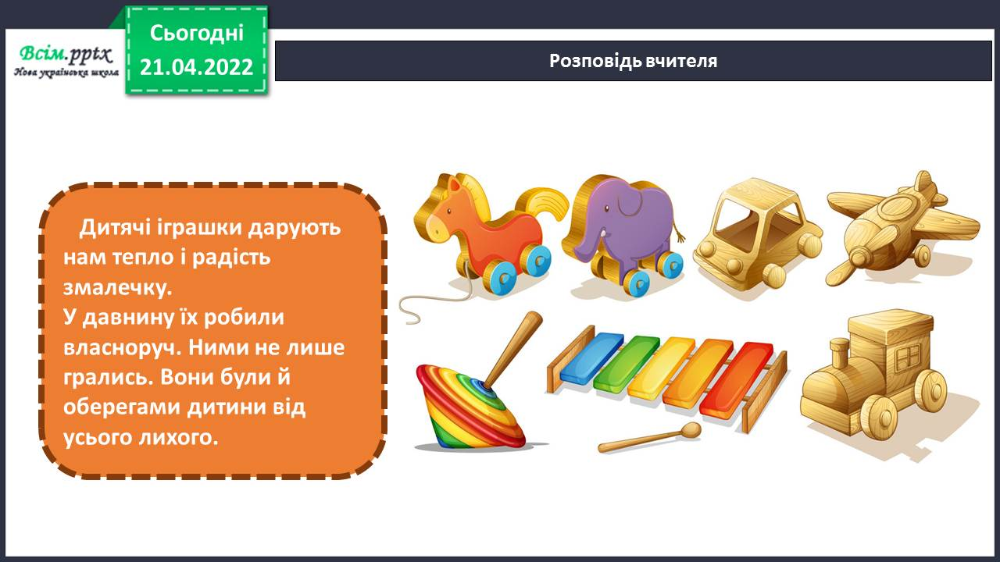 Сьогодні
21.04.2022
Всім.pptx
Нова українська школа
Розповідь вчителя
Дитячі іграшки дарують
нам тепло і радість
змалечку.
У давнину їх робили
власноруч. Ними не лише
грались. Вони були й
оберегами дитини від
усього лихого.